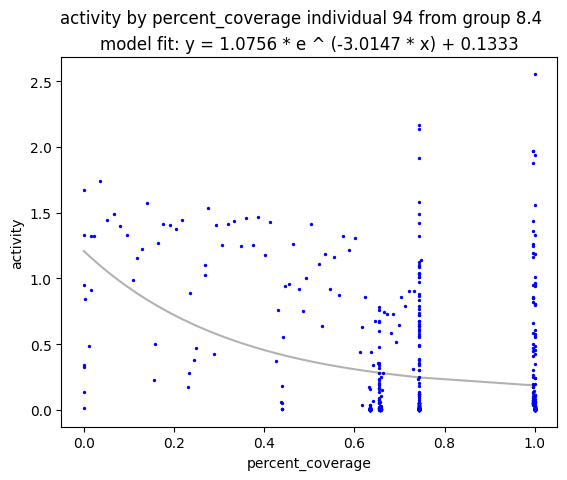 activity by percent_coverage individual 94 from group 8.4
model fit: y = 1.0756 * e ^ (-3.0147 * x) + 0.1333
2.5
2.0
1.5
1.0
0.5
0.0
activity
0.0 0.2 0.4 0.6 0.8 1.0
percent_coverage